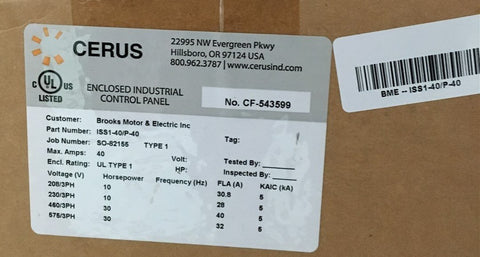 CERUS
22995 NW Evergreen Pkwy
Hillsboro, OR 97124 USA
800.962.3787 | www.cerusind.com
C UL US
LISTED
ENCLOSED INDUSTRIAL
CONTROL PANEL
No. CF-543599
BME -- ISS1-40/P-40
Customer: Brooks Motor & Electric Inc
Part Number: ISS1-40/P-40 Tag:
Job Number: SO-82155 TYPE 1
Max. Amps: 40 Volt: Tested By:
Encl. Rating: UL TYPE 1 HP: Inspected By:
Voltage (V) Horsepower Frequency (Hz) FLA (A) KAIC (kA)
208/3PH 10 30.8 5
230/3PH 10 28 5
460/3PH 30 40 5
575/3PH 30 32 5